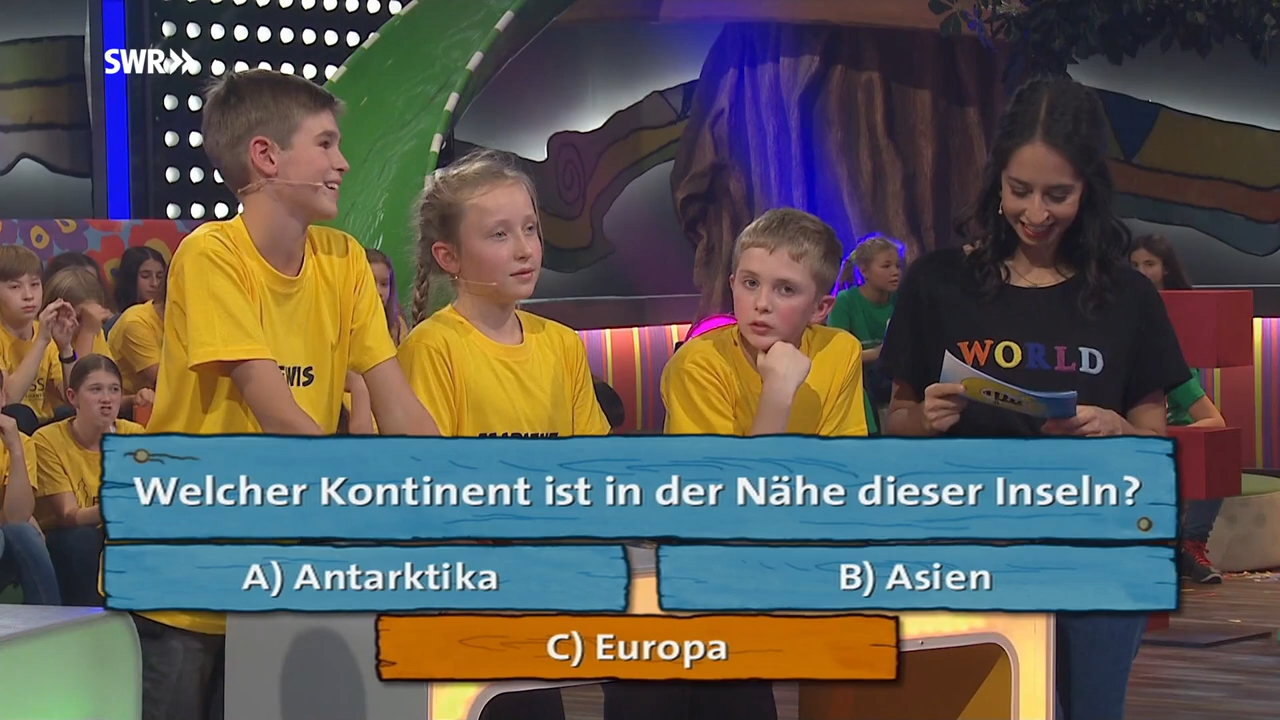 SWR
WORLD
Welcher Kontinent ist in der Nähe dieser Inseln?
A) Antarktika
B) Asien
C) Europa